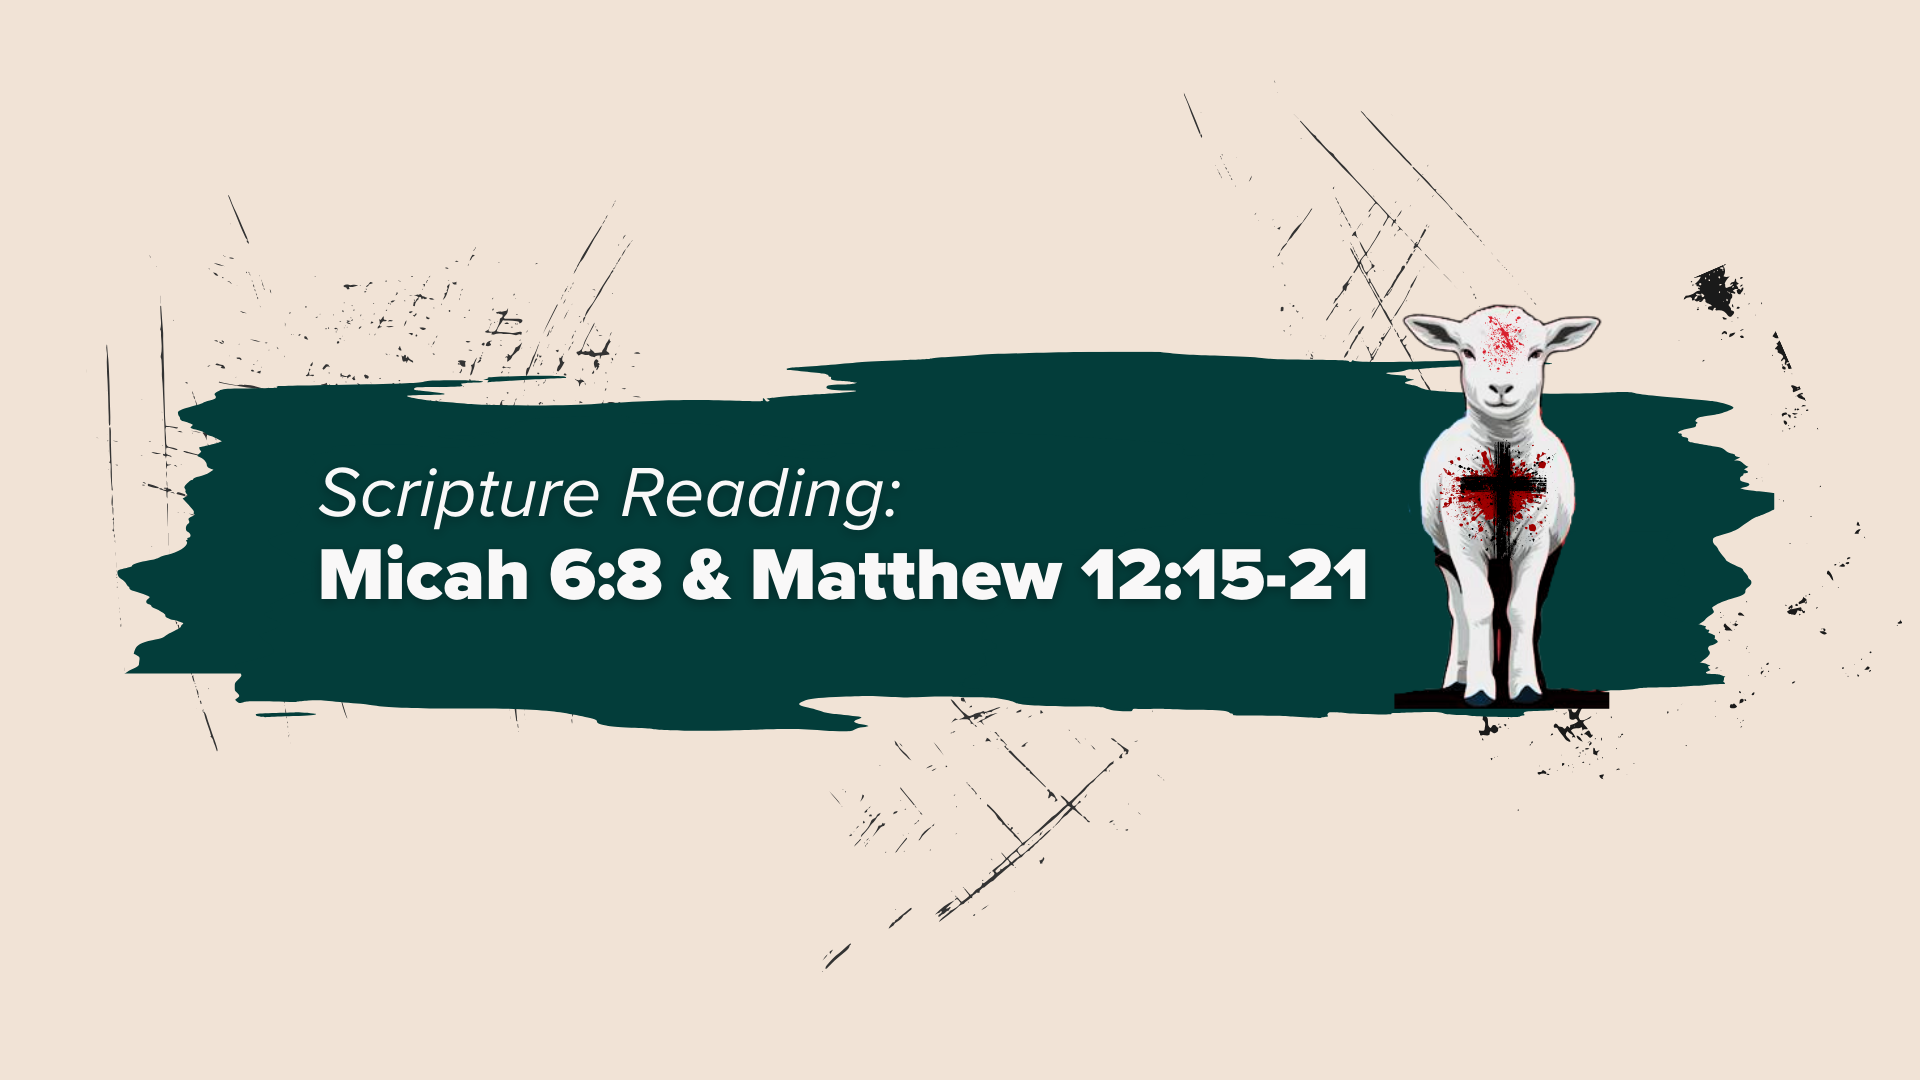 Scripture Reading:
Micah 6:8 & Matthew 12:15-21